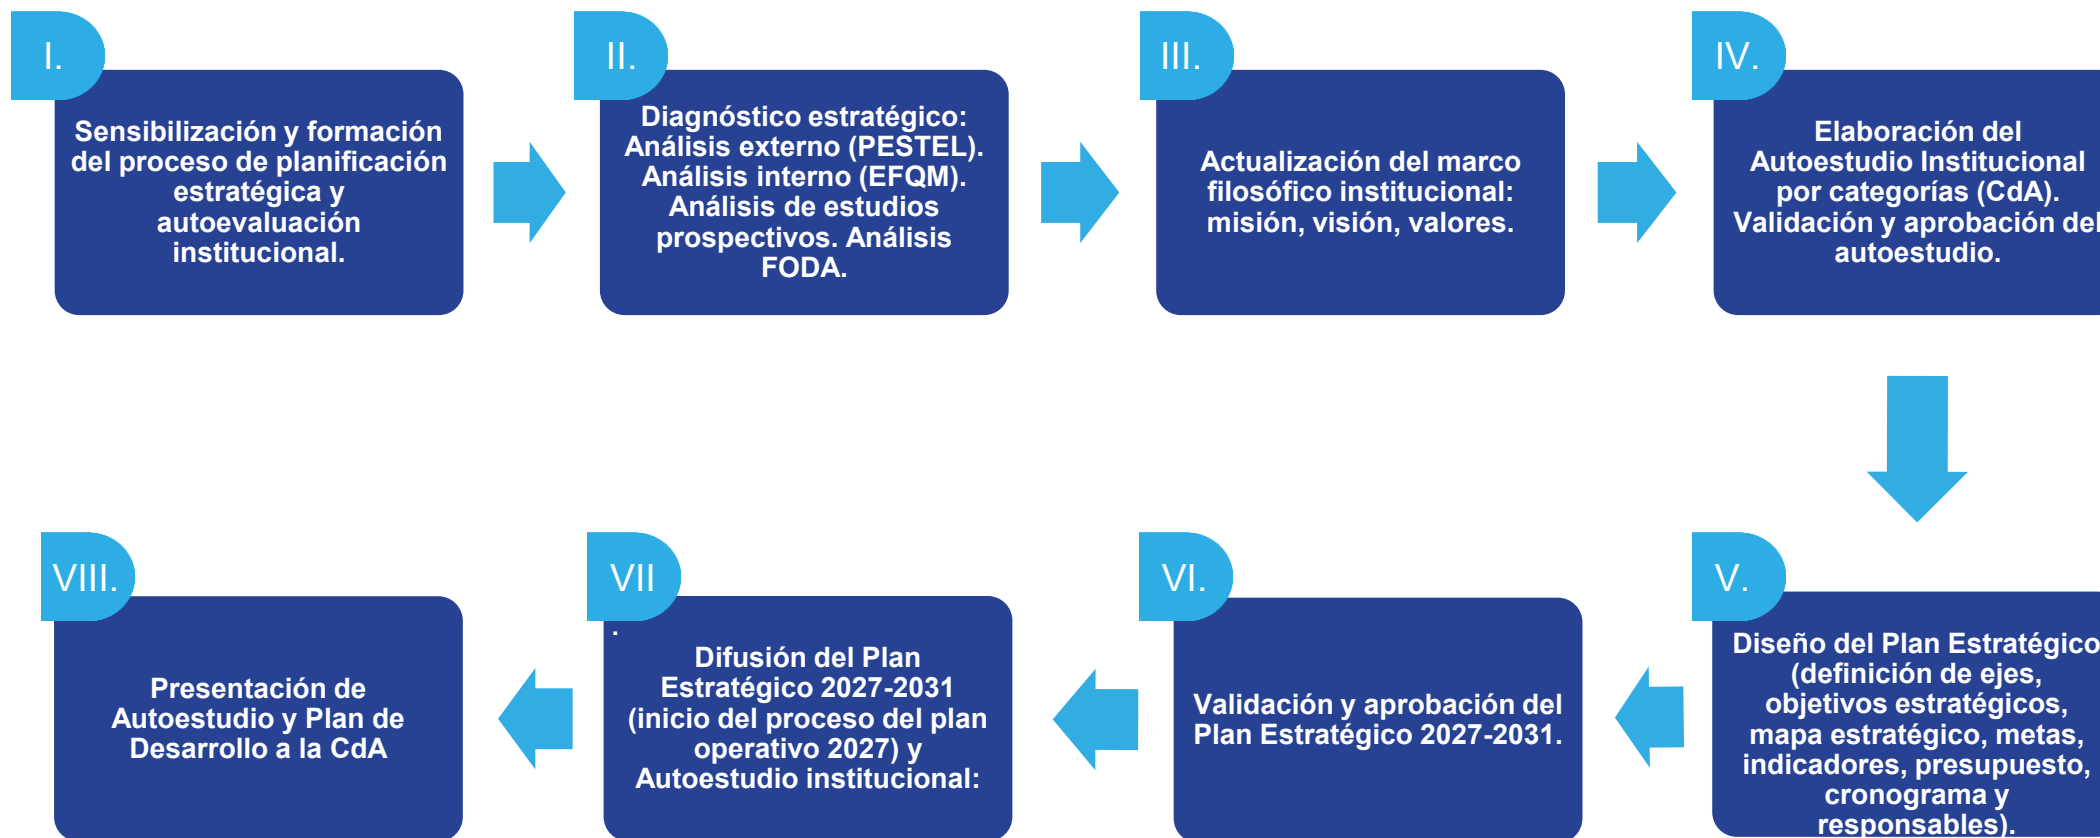 I.
Sensibilización y formación
del proceso de planificación
estratégica y
autoevaluación
institucional.
II.
Diagnóstico estratégico:
Análisis externo (PESTEL).
Análisis interno (EFQM).
Análisis de estudios
prospectivos. Análisis
FODA.
III.
Actualización del marco
filosófico institucional:
misión, visión, valores.
IV.
Elaboración del
Autoestudio Institucional
por categorías (CdA).
Validación y aprobación del
autoestudio.
V.
Diseño del Plan Estratégico
(definición de ejes,
objetivos estratégicos,
mapa estratégico, metas,
indicadores, presupuesto,
cronograma y
responsables).
VI.
Validación y aprobación del
Plan Estratégico 2027-2031.
VII
.
Difusión del Plan
Estratégico 2027-2031
(inicio del proceso del plan
operativo 2027) y
Autoestudio institucional:
VIII.
Presentación de
Autoestudio y Plan de
Desarrollo a la CdA